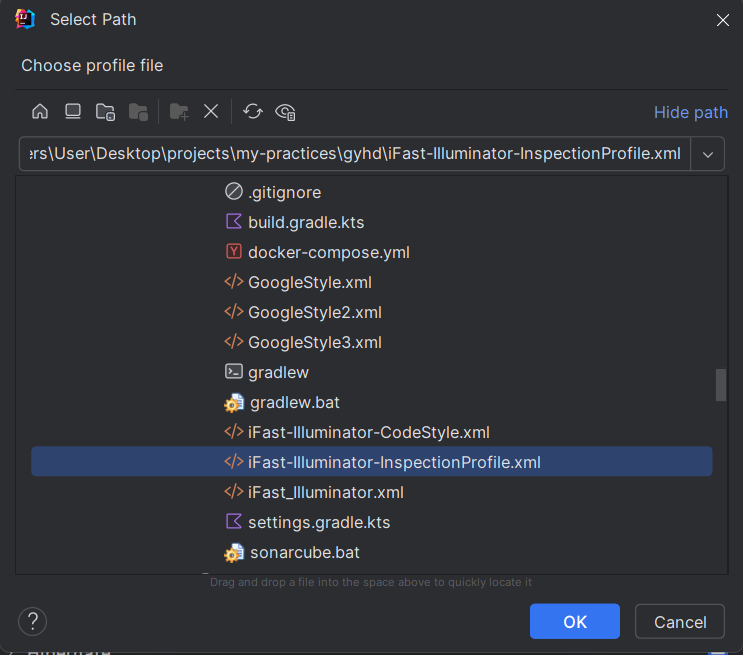 Select Path
Choose profile file
Hide path
ers\User\Desktop\projects\my-practices\gyhd\iFast-Illuminator-InspectionProfile.xml
.gitignore
build.gradle.kts
docker-compose.yml
GoogleStyle.xml
GoogleStyle2.xml
GoogleStyle3.xml
gradlew
gradlew.bat
iFast-Illuminator-CodeStyle.xml
iFast-Illuminator-InspectionProfile.xml
iFast_Illuminator.xml
settings.gradle.kts
sonarcube.bat
Drag and drop a file into the space above to quickly locate it
?
OK
Cancel